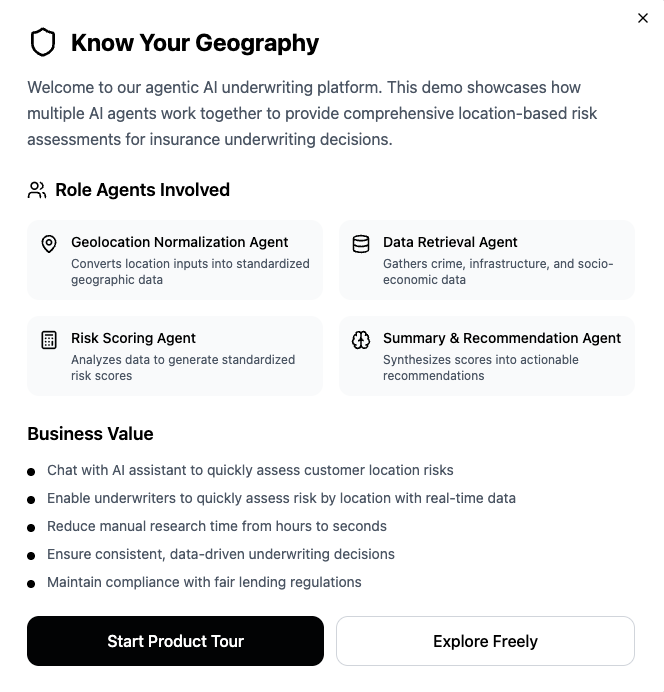 Know Your Geography
Welcome to our agentic AI underwriting platform. This demo showcases how
multiple AI agents work together to provide comprehensive location-based risk
assessments for insurance underwriting decisions.
Role Agents Involved
Geolocation Normalization Agent
Converts location inputs into standardized
geographic data
Data Retrieval Agent
Gathers crime, infrastructure, and socio-
economic data
Risk Scoring Agent
Analyzes data to generate standardized
risk scores
Summary & Recommendation Agent
Synthesizes scores into actionable
recommendations
Business Value
Chat with AI assistant to quickly assess customer location risks
Enable underwriters to quickly assess risk by location with real-time data
Reduce manual research time from hours to seconds
Ensure consistent, data-driven underwriting decisions
Maintain compliance with fair lending regulations
Start Product Tour
Explore Freely